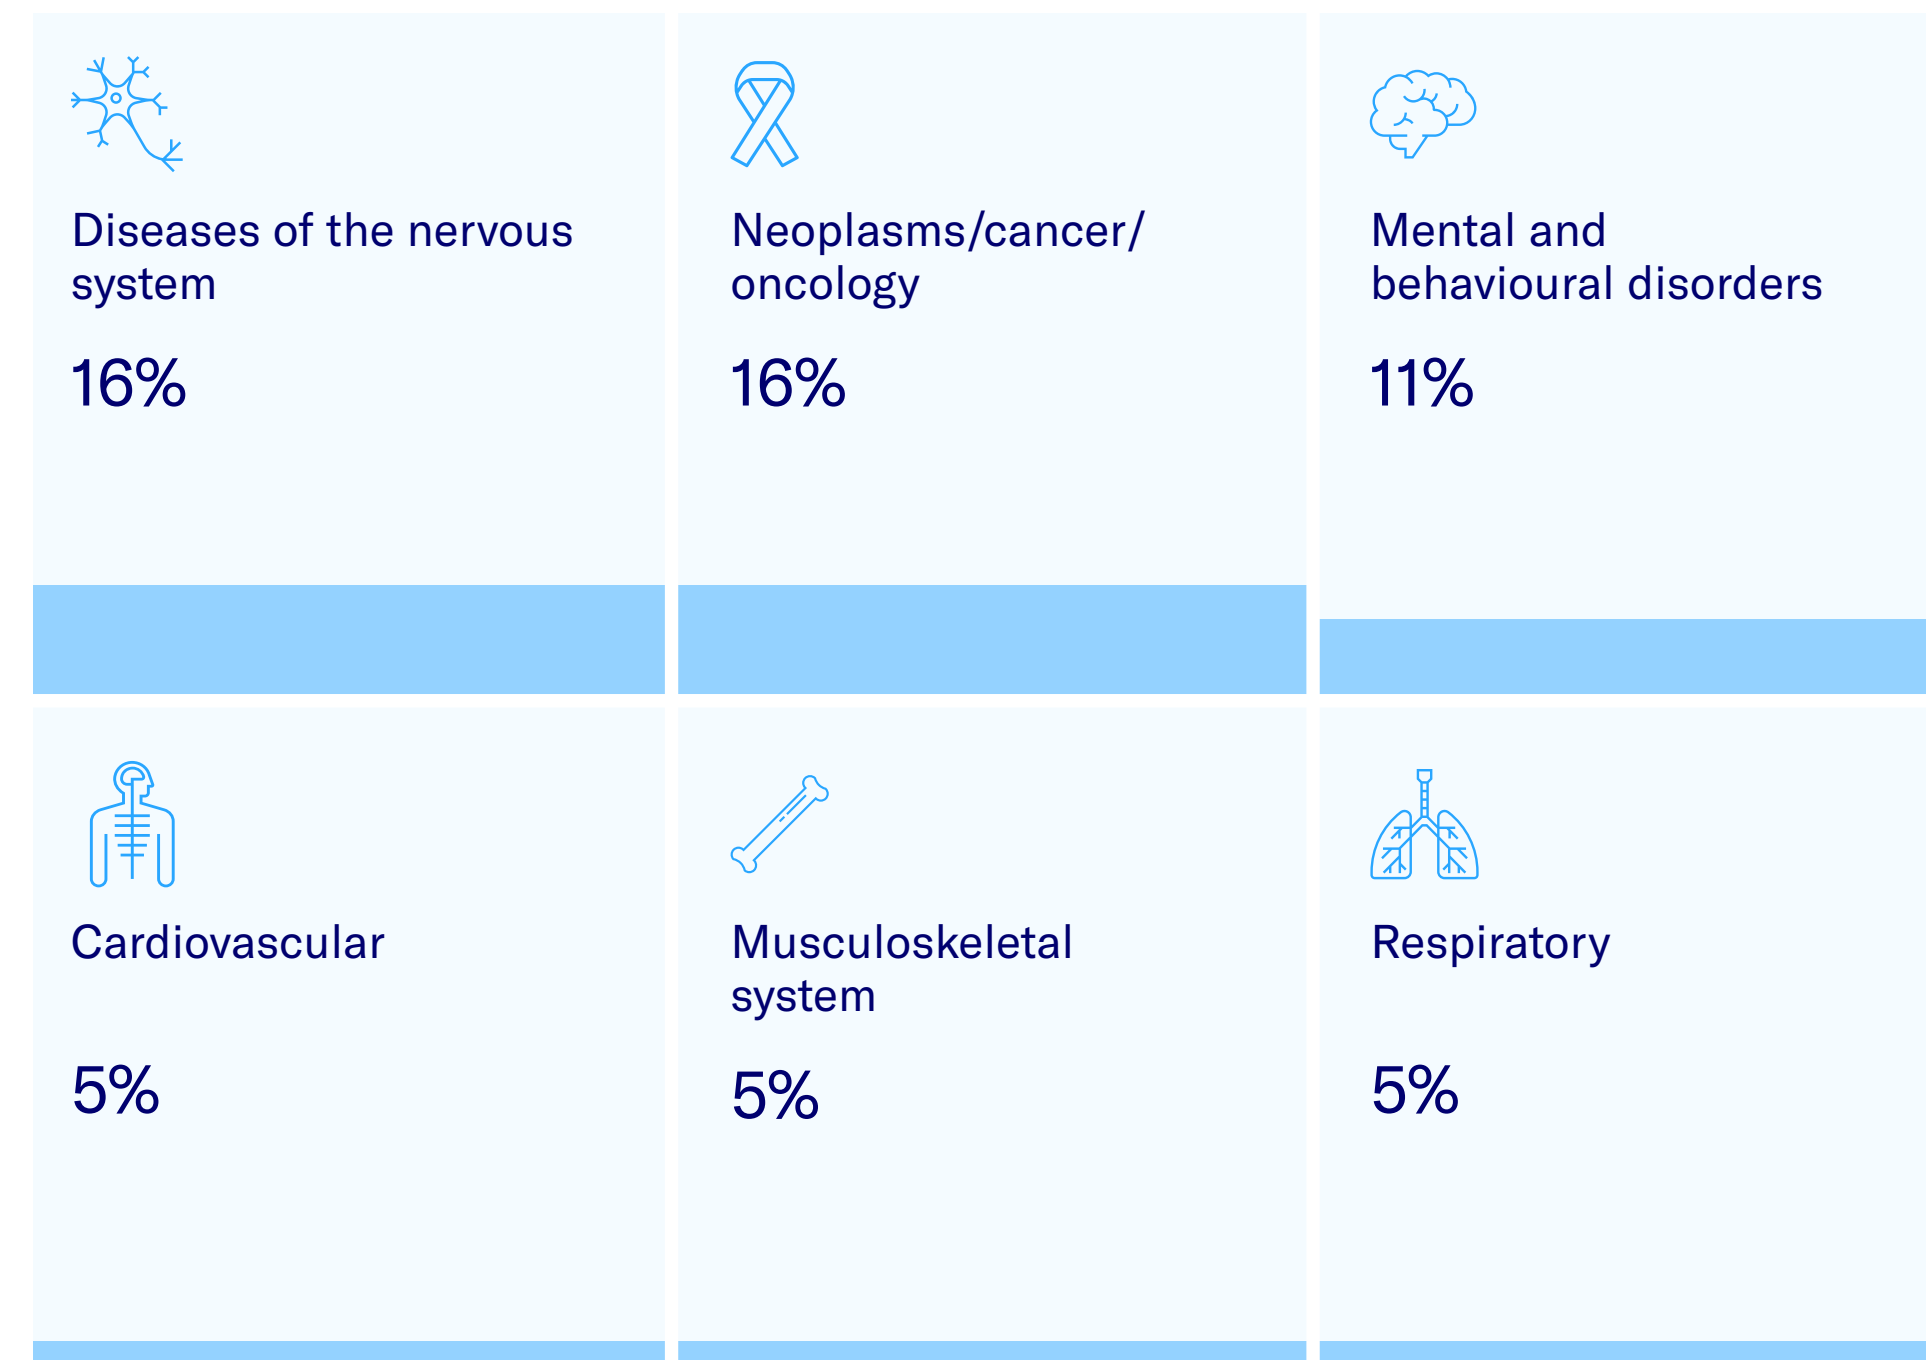 Diseases of the nervous
system
16%
Neoplasms/cancer/
oncology
16%
Mental and
behavioural disorders
11%
Cardiovascular
5%
Musculoskeletal
system
5%
Respiratory
5%